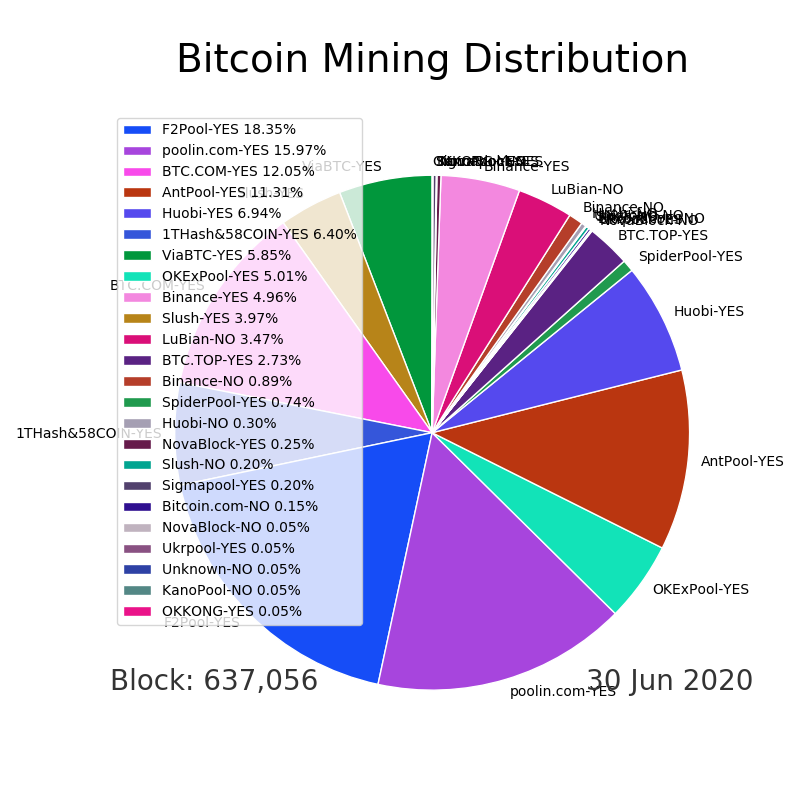 Bitcoin Mining Distribution
F2Pool-YES 18.35%
poolin.com-YES 15.97%
BTC.COM-YES 12.05%
AntPool-YES 11.31%
Huobi-YES 6.94%
1THash&58COIN-YES 6.40%
ViaBTC-YES 5.85%
OKExPool-YES 5.01%
Binance-YES 4.96%
Slush-YES 3.97%
LuBian-NO 3.47%
BTC.TOP-YES 2.73%
Binance-NO 0.89%
SpiderPool-YES 0.74%
Huobi-NO 0.30%
NovaBlock-YES 0.25%
Slush-NO 0.20%
Sigmapool-YES 0.20%
Bitcoin.com-NO 0.15%
NovaBlock-NO 0.05%
Ukrpool-YES 0.05%
Unknown-NO 0.05%
KanoPool-NO 0.05%
OKKONG-YES 0.05%
ViaBTC-YES
BTC.COM-YES
1THash&58COIN-YES
F2Pool-YES
Binance-YES
LuBian-NO
Binance-NO
BTC.TOP-YES
SpiderPool-YES
Huobi-YES
AntPool-YES
OKExPool-YES
poolin.com-YES
Block: 637,056
30 Jun 2020